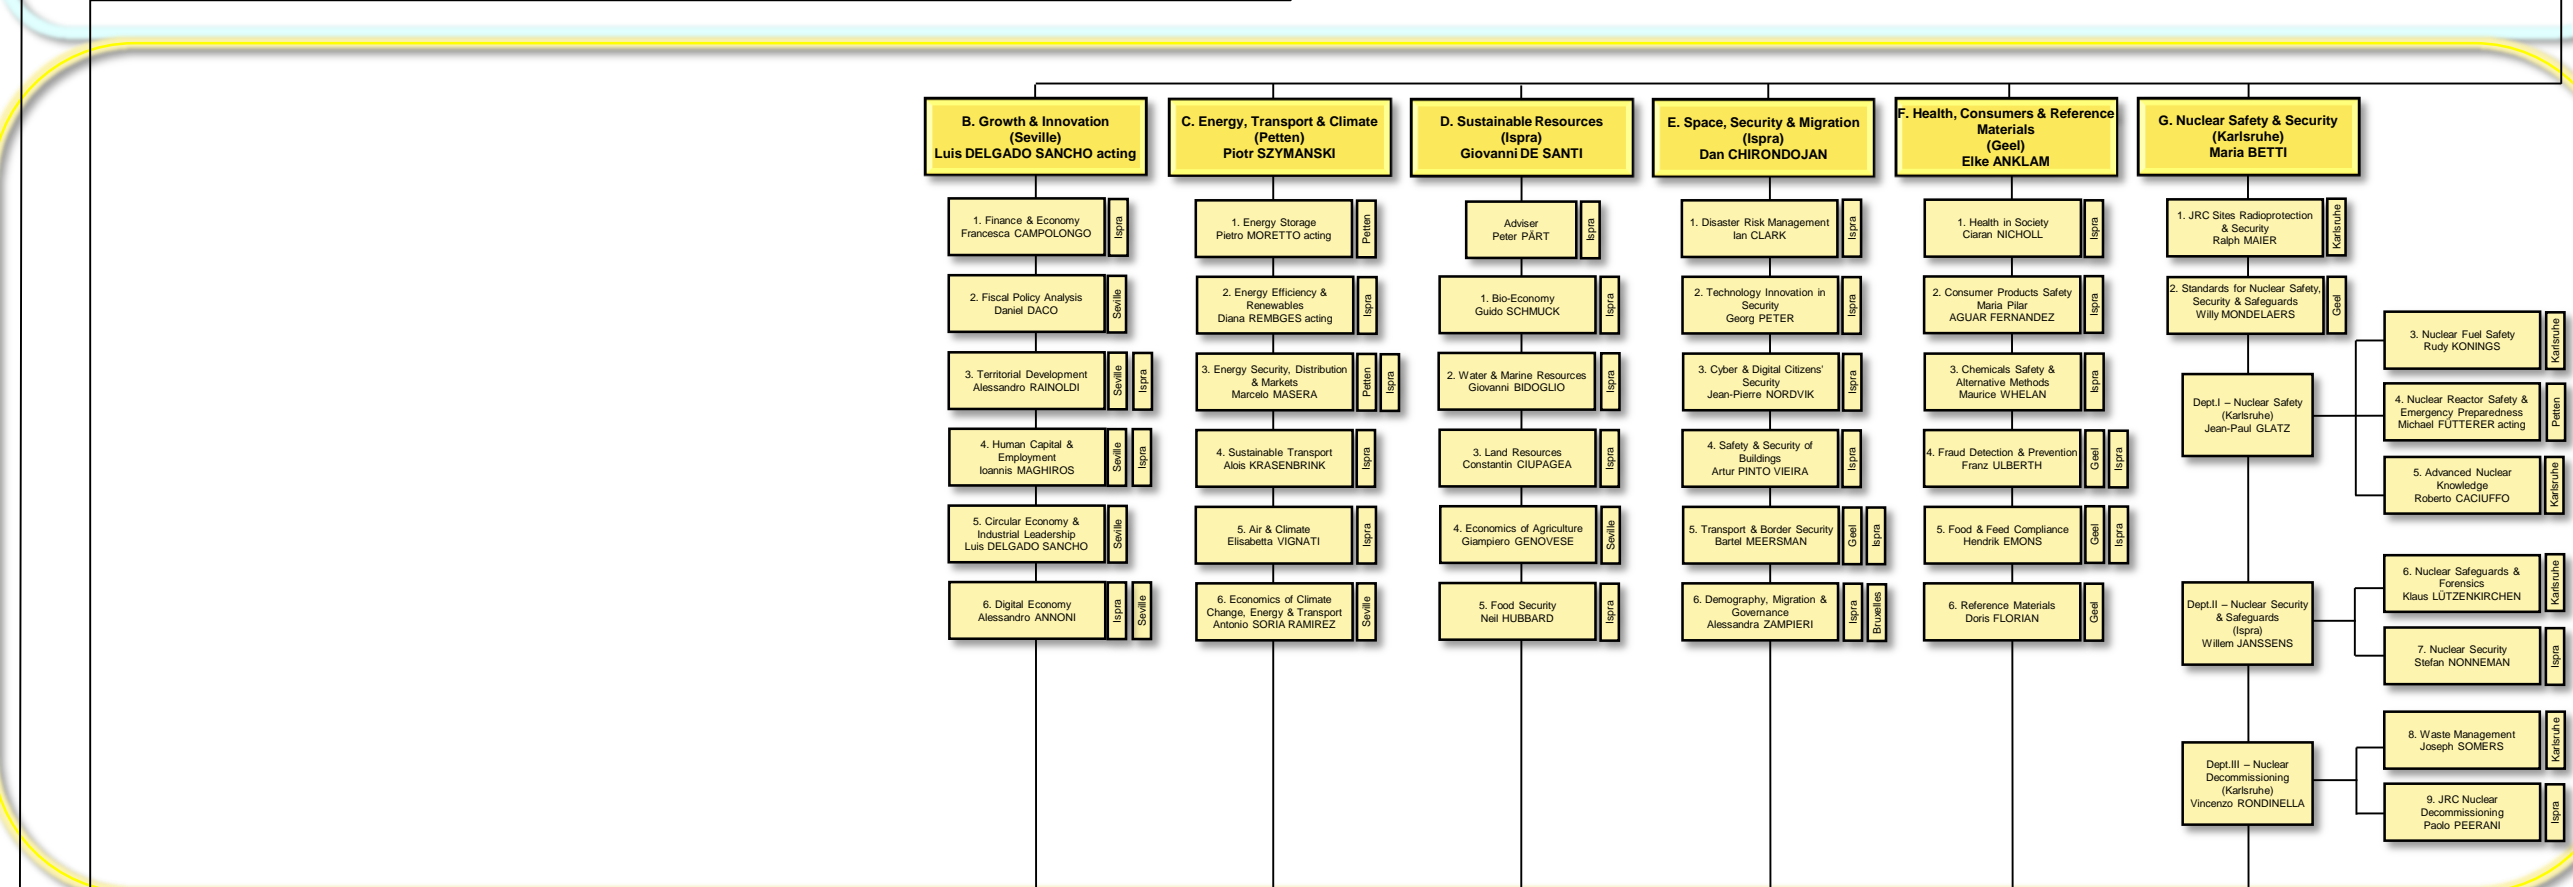 B. Growth & Innovation
(Seville)
Luis DELGADO SANCHO acting
1. Finance & Economy
Francesca CAMPOLONGO
Ispra
2. Fiscal Policy Analysis
Daniel DACO
Seville
3. Territorial Development
Alessandro RAINOLDI
Seville
Ispra
4. Human Capital &
Employment
Ioannis MAGHIROS
Seville
Ispra
5. Circular Economy &
Industrial Leadership
Luis DELGADO SANCHO
Seville
6. Digital Economy
Alessandro ANNONI
Ispra
Seville
C. Energy, Transport & Climate
(Petten)
Piotr SZYMANSKI
1. Energy Storage
Pietro MORETTO acting
Petten
2. Energy Efficiency &
Renewables
Diana REMBGES acting
Ispra
3. Energy Security, Distribution
& Markets
Marcelo MASERA
Petten
Ispra
4. Sustainable Transport
Alois KRASENBRINK
Ispra
5. Air & Climate
Elisabetta VIGNATI
Ispra
6. Economics of Climate
Change, Energy & Transport
Antonio SORIA RAMIREZ
Seville
D. Sustainable Resources
(Ispra)
Giovanni DE SANTI
Adviser
Peter PÄRT
Ispra
1. Bio-Economy
Guido SCHMUCK
Ispra
2. Water & Marine Resources
Giovanni BIDOGLIO
Ispra
3. Land Resources
Constantin CIUPAGEA
Ispra
4. Economics of Agriculture
Giampiero GENOVESE
Seville
5. Food Security
Neil HUBBARD
Ispra
E. Space, Security & Migration
(Ispra)
Dan CHIRONDOJAN
1. Disaster Risk Management
Ian CLARK
Ispra
2. Technology Innovation in
Security
Georg PETER
Ispra
3. Cyber & Digital Citizens'
Security
Jean-Pierre NORDVIK
Ispra
4. Safety & Security of
Buildings
Artur PINTO VIEIRA
Ispra
5. Transport & Border Security
Bartel MEERSMAN
Geel
Ispra
6. Demography, Migration &
Governance
Alessandra ZAMPIERI
Ispra
Bruxelles
F. Health, Consumers & Reference
Materials
(Geel)
Elke ANKLAM
1. Health in Society
Ciaran NICHOLL
Ispra
2. Consumer Products Safety
Maria Pilar
AGUAR FERNANDEZ
Ispra
3. Chemicals Safety &
Alternative Methods
Maurice WHELAN
Ispra
4. Fraud Detection & Prevention
Franz ULBERTH
Geel
Ispra
5. Food & Feed Compliance
Hendrik EMONS
Geel
Ispra
6. Reference Materials
Doris FLORIAN
Geel
G. Nuclear Safety & Security
(Karlsruhe)
Maria BETTI
1. JRC Sites Radioprotection
& Security
Ralph MAIER
Karlsruhe
2. Standards for Nuclear Safety,
Security & Safeguards
Willy MONDELAERS
Geel
Dept.I – Nuclear Safety
(Karlsruhe)
Jean-Paul GLATZ
3. Nuclear Fuel Safety
Rudy KONINGS
Karlsruhe
4. Nuclear Reactor Safety &
Emergency Preparedness
Michael FÜTTERER acting
Petten
5. Advanced Nuclear
Knowledge
Roberto CACIUFFO
Karlsruhe
Dept.II – Nuclear Security
& Safeguards
(Ispra)
Willem JANSSENS
6. Nuclear Safeguards &
Forensics
Klaus LÜTZENKIRCHEN
Karlsruhe
7. Nuclear Security
Stefan NONNEMAN
Ispra
Dept.III – Nuclear
Decommissioning
(Karlsruhe)
Vincenzo RONDINELLA
8. Waste Management
Joseph SOMERS
Karlsruhe
9. JRC Nuclear
Decommissioning
Paolo PEERANI
Ispra